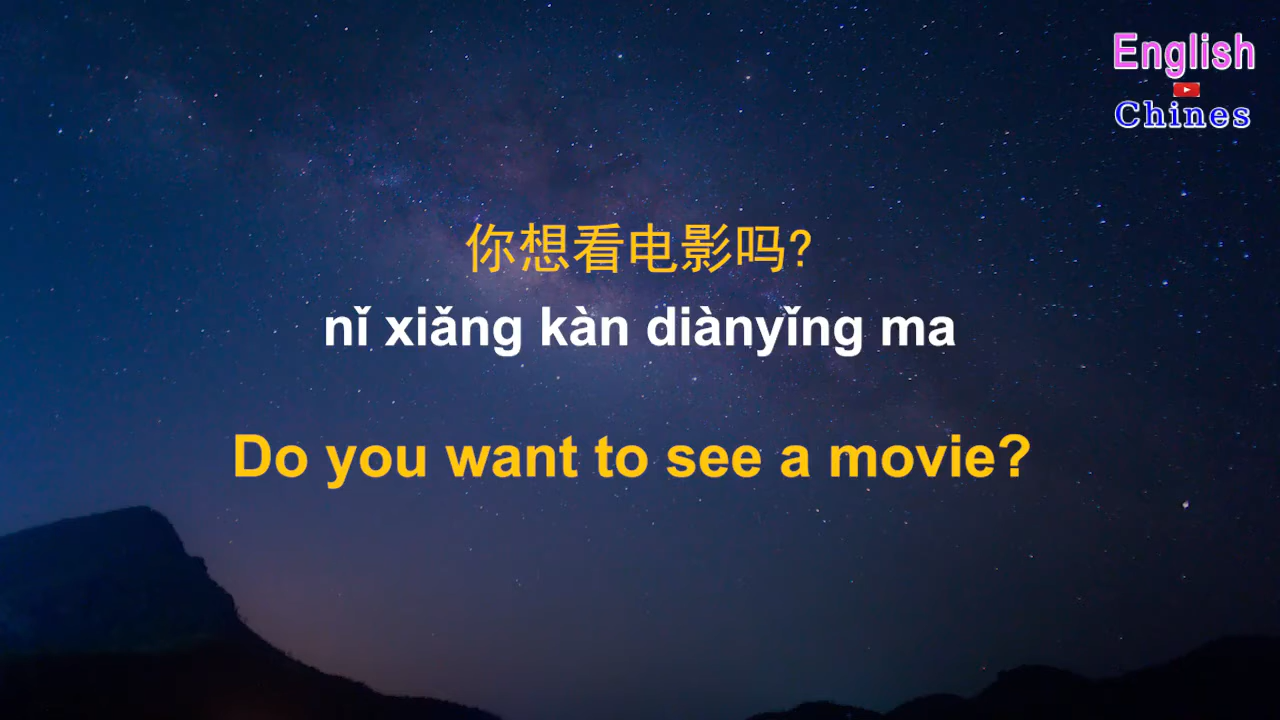 English
Chines
你想看电影吗?
nǐ xiǎng kàn diànyǐng ma
Do you want to see a movie?